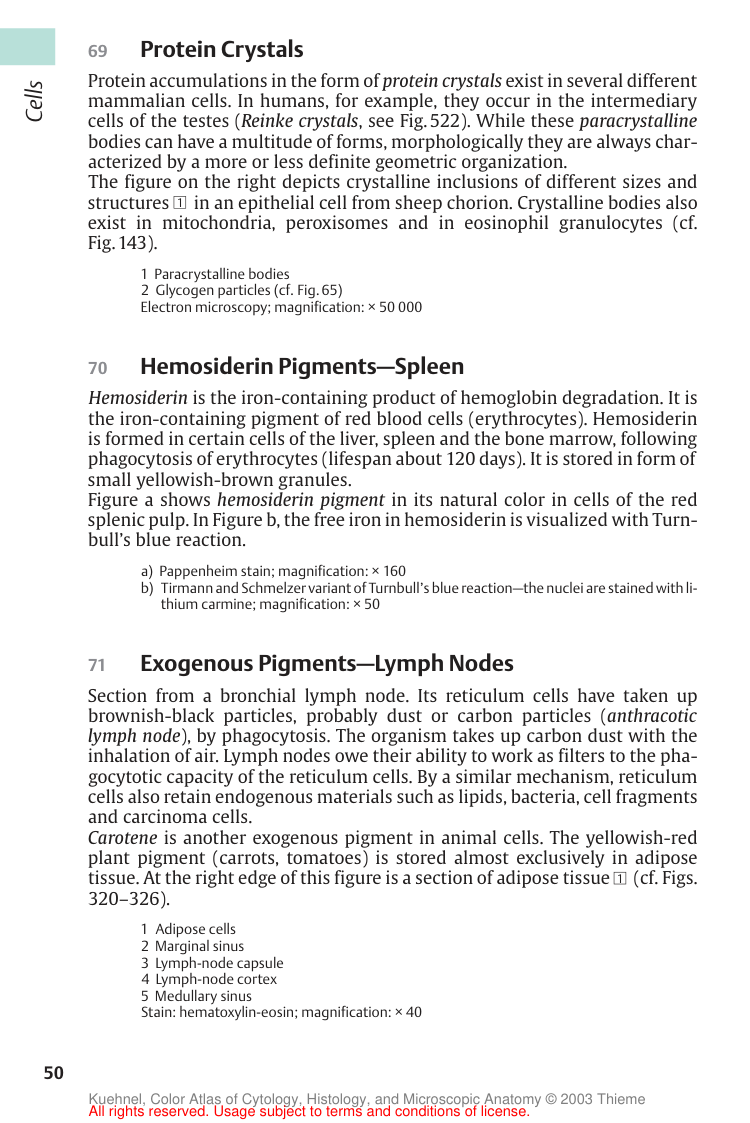 Cells
69 Protein Crystals
Protein accumulations in the form of protein crystals exist in several different
mammalian cells. In humans, for example, they occur in the intermediary
cells of the testes (Reinke crystals, see Fig. 522). While these paracrystalline
bodies can have a multitude of forms, morphologically they are always char-
acterized by a more or less definite geometric organization.
The figure on the right depicts crystalline inclusions of different sizes and
structures 1 in an epithelial cell from sheep chorion. Crystalline bodies also
exist in mitochondria, peroxisomes and in eosinophil granulocytes (cf.
Fig. 143).
1 Paracrystalline bodies
2 Glycogen particles (cf. Fig. 65)
Electron microscopy; magnification: × 50 000
70 Hemosiderin Pigments—Spleen
Hemosiderin is the iron-containing product of hemoglobin degradation. It is
the iron-containing pigment of red blood cells (erythrocytes). Hemosiderin
is formed in certain cells of the liver, spleen and the bone marrow, following
phagocytosis of erythrocytes (lifespan about 120 days). It is stored in form of
small yellowish-brown granules.
Figure a shows hemosiderin pigment in its natural color in cells of the red
splenic pulp. In Figure b, the free iron in hemosiderin is visualized with Turn-
bull's blue reaction.
a) Pappenheim stain; magnification: × 160
b) Tirmann and Schmelzer variant of Turnbull's blue reaction—the nuclei are stained with li-
thium carmine; magnification: × 50
71 Exogenous Pigments—Lymph Nodes
Section from a bronchial lymph node. Its reticulum cells have taken up
brownish-black particles, probably dust or carbon particles (anthracotic
lymph node), by phagocytosis. The organism takes up carbon dust with the
inhalation of air. Lymph nodes owe their ability to work as filters to the pha-
gocytotic capacity of the reticulum cells. By a similar mechanism, reticulum
cells also retain endogenous materials such as lipids, bacteria, cell fragments
and carcinoma cells.
Carotene is another exogenous pigment in animal cells. The yellowish-red
plant pigment (carrots, tomatoes) is stored almost exclusively in adipose
tissue. At the right edge of this figure is a section of adipose tissue 1 (cf. Figs.
320–326).
1 Adipose cells
2 Marginal sinus
3 Lymph-node capsule
4 Lymph-node cortex
5 Medullary sinus
Stain: hematoxylin-eosin; magnification: × 40
50
Kuehnel, Color Atlas of Cytology, Histology, and Microscopic Anatomy © 2003 Thieme
All rights reserved. Usage subject to terms and conditions of license.